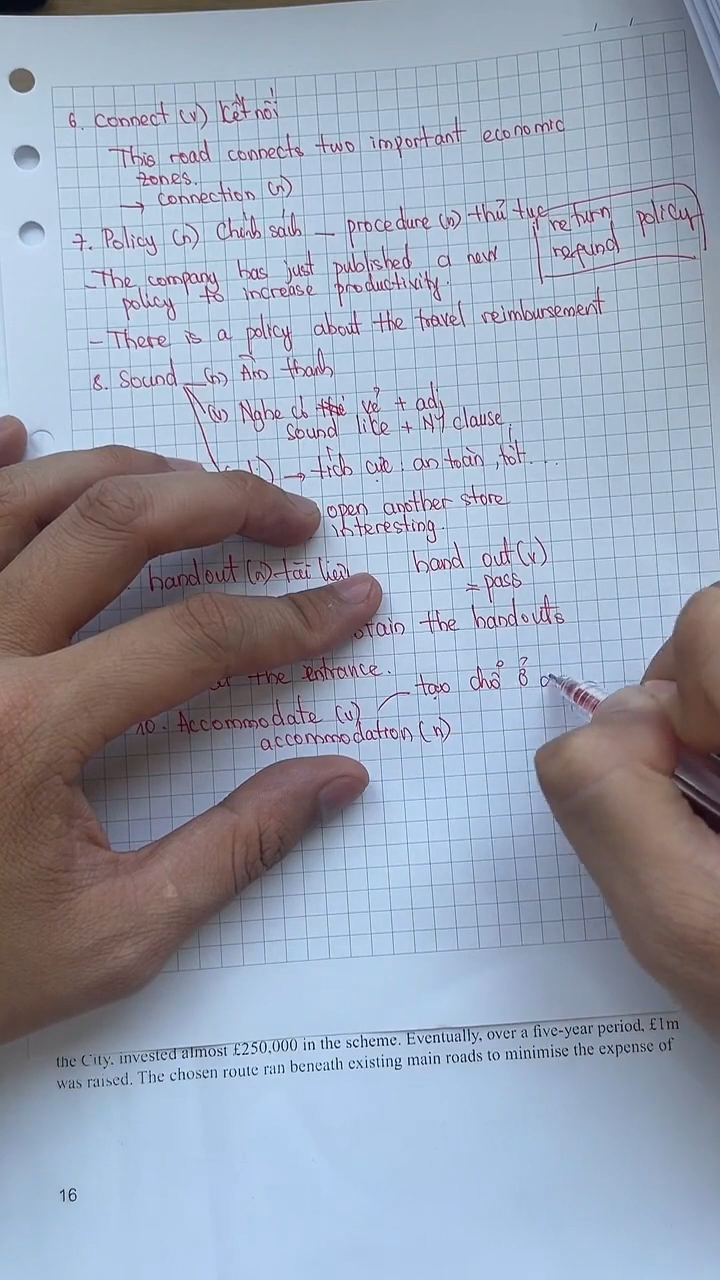 6. Connect (v) Kết nối
This road connects two important economic
zones.
→ connection (n)
7. Policy (n) Chính sách — procedure (n) thủ tục
return policy
refund
- The company has just published a new
policy to increase productivity.
- There is a policy about the travel reimbursement
8. Sound (n) Âm thanh
(v) Nghe có vẻ + adj
sound like + N/clause
→ tích cực: an toàn, tốt...
open another store
interesting.
handout (n) tài liệu
hand out (v)
= pass
the handouts
the entrance.
10. Accommodate (v) — tạo chỗ ở
accommodation (n)
the City, invested almost £250,000 in the scheme. Eventually, over a five-year period, £1m
was raised. The chosen route ran beneath existing main roads to minimise the expense of
16